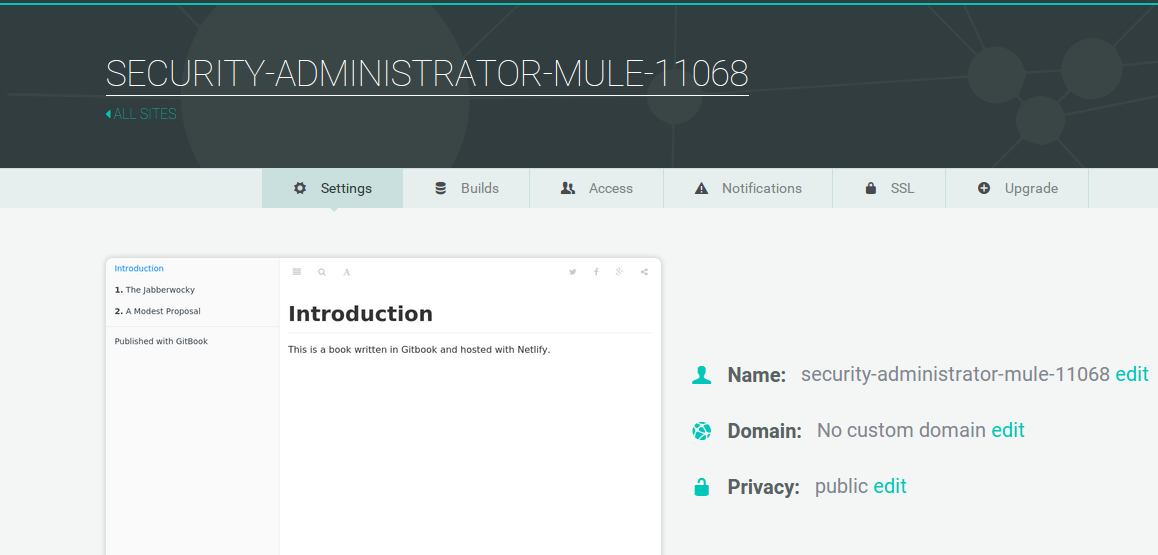 SECURITY-ADMINISTRATOR-MULE-11068
ALL SITES
Settings Builds Access Notifications SSL Upgrade
Introduction
1. The Jabberwocky
2. A Modest Proposal
Published with GitBook
A
Introduction
This is a book written in Gitbook and hosted with Netlify.
Name: security-administrator-mule-11068 edit
Domain: No custom domain edit
Privacy: public edit